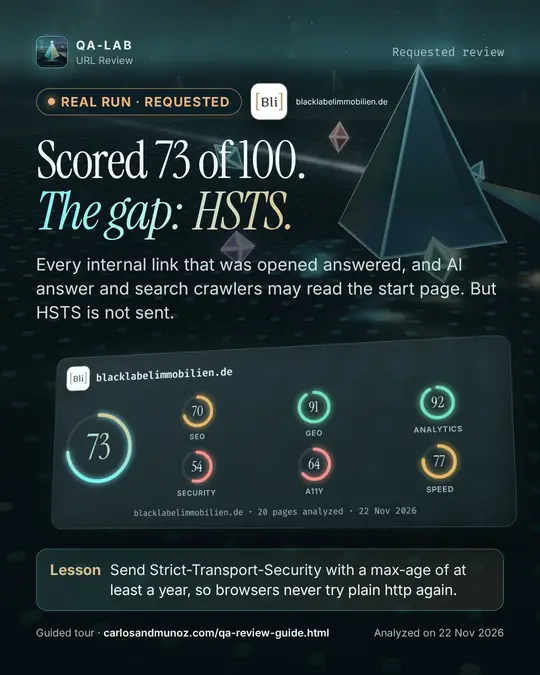 QA-LAB
URL Review
Requested review
REAL RUN · REQUESTED
[Bli]
blacklabelimmobilien.de
Scored 73 of 100.
The gap: HSTS.
Every internal link that was opened answered, and AI
answer and search crawlers may read the start page. But
HSTS is not sent.
[Bli] blacklabelimmobilien.de
73
70
SEO
91
GEO
92
ANALYTICS
54
SECURITY
64
A11Y
77
SPEED
blacklabelimmobilien.de · 20 pages analyzed · 22 Nov 2026
Lesson
Send Strict-Transport-Security with a max-age of at
least a year, so browsers never try plain http again.
Guided tour · carlosandmunoz.com/qa-review-guide.html
Analyzed on 22 Nov 2026